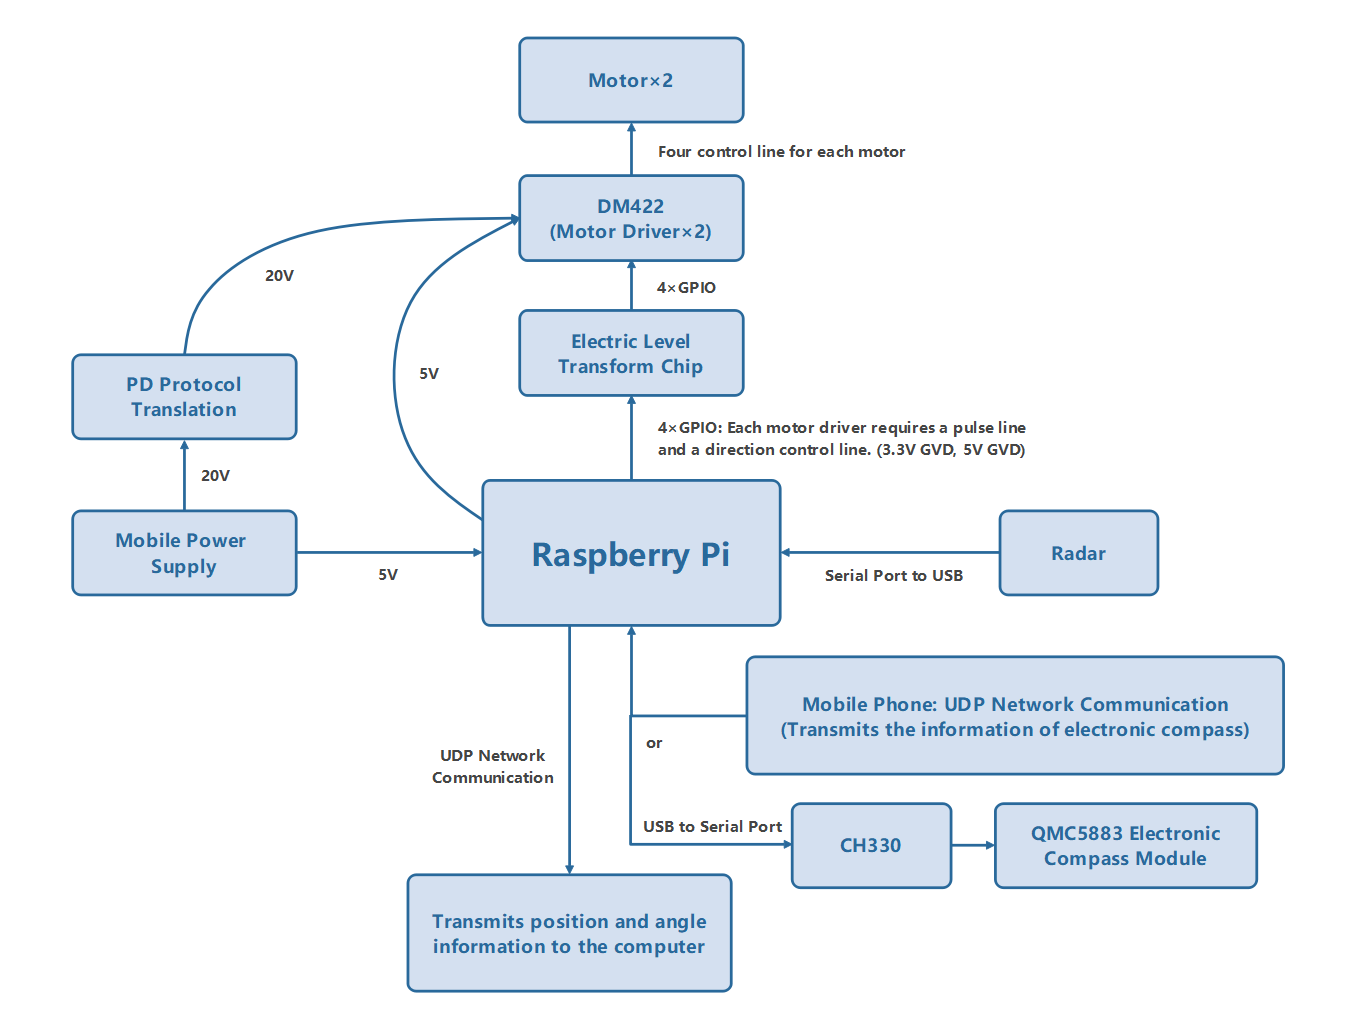 Motor×2
Four control line for each motor
DM422
(Motor Driver×2)
20V
4×GPIO
Electric Level
Transform Chip
5V
PD Protocol
Translation
4×GPIO: Each motor driver requires a pulse line
and a direction control line. (3.3V GVD, 5V GVD)
20V
Mobile Power
Supply
5V
Raspberry Pi
Radar
Serial Port to USB
Mobile Phone: UDP Network Communication
(Transmits the information of electronic compass)
or
UDP Network
Communication
USB to Serial Port
CH330
QMC5883 Electronic
Compass Module
Transmits position and angle
information to the computer